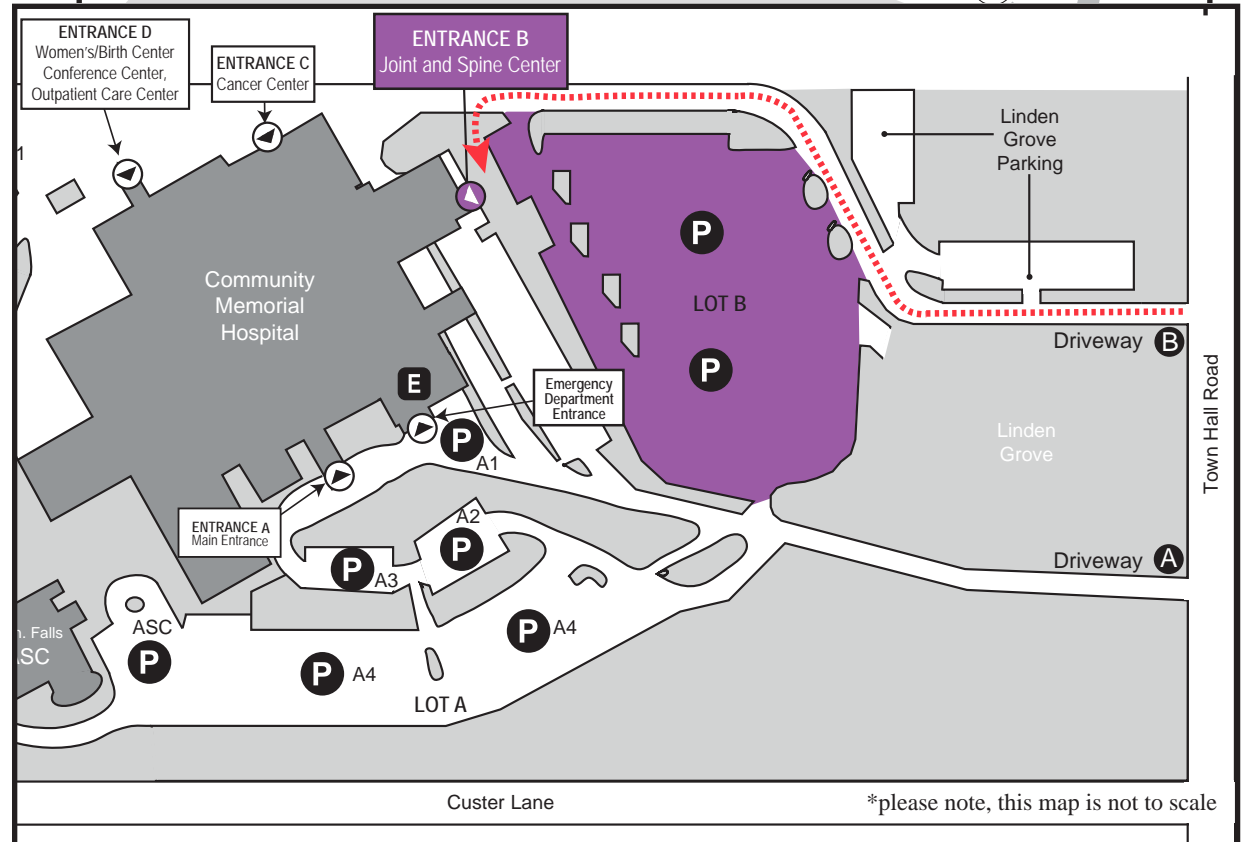 ENTRANCE D
Women's/Birth Center
Conference Center,
Outpatient Care Center
ENTRANCE C
Cancer Center
ENTRANCE B
Joint and Spine Center
Linden
Grove
Parking
1
Community
Memorial
Hospital
P
LOT B
P
Driveway B
Town Hall Road
E
Emergency
Department
Entrance
P
A1
Linden
Grove
ENTRANCE A
Main Entrance
A2
P
P
A3
Driveway A
Falls
ASC
P
P
A4
P
A4
LOT A
Custer Lane
*please note, this map is not to scale